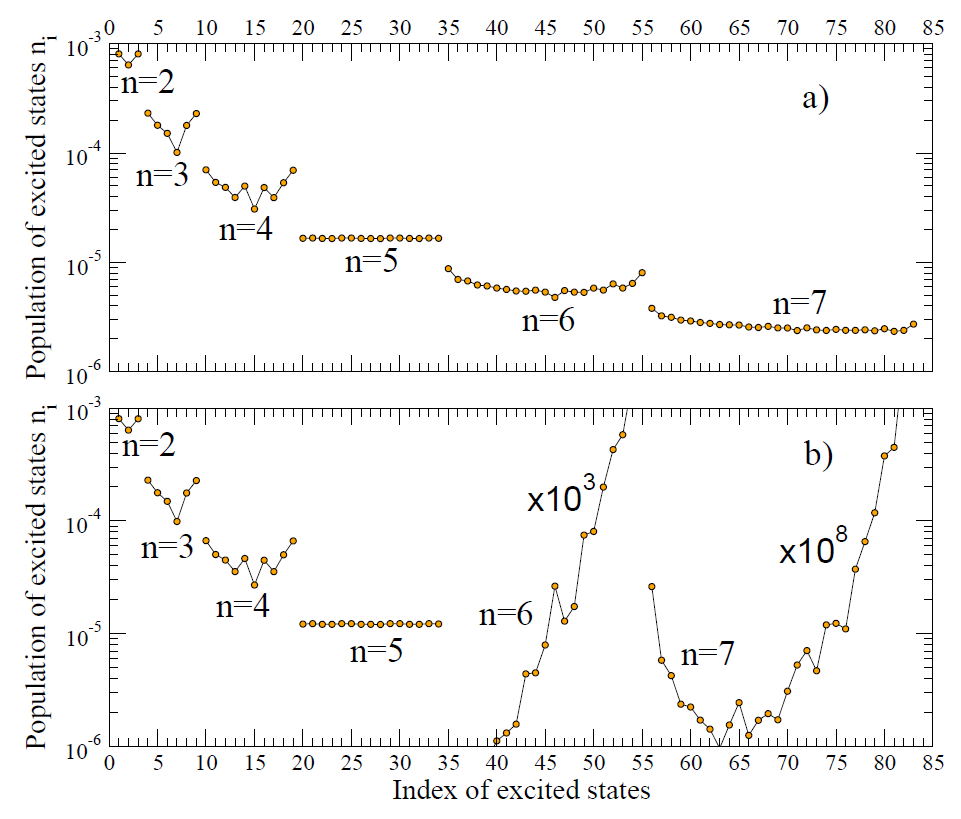 0 5 10 15 20 25 30 35 40 45 50 55 60 65 70 75 80 85
Population of excited states n_i
10^-3
10^-4
10^-5
10^-6
a)
n=2
n=3
n=4
n=5
n=6
n=7
Population of excited states n_i
10^-3
10^-4
10^-5
10^-6
b)
n=2
n=3
n=4
n=5
n=6
x10^3
n=7
x10^8
0 5 10 15 20 25 30 35 40 45 50 55 60 65 70 75 80 85
Index of excited states